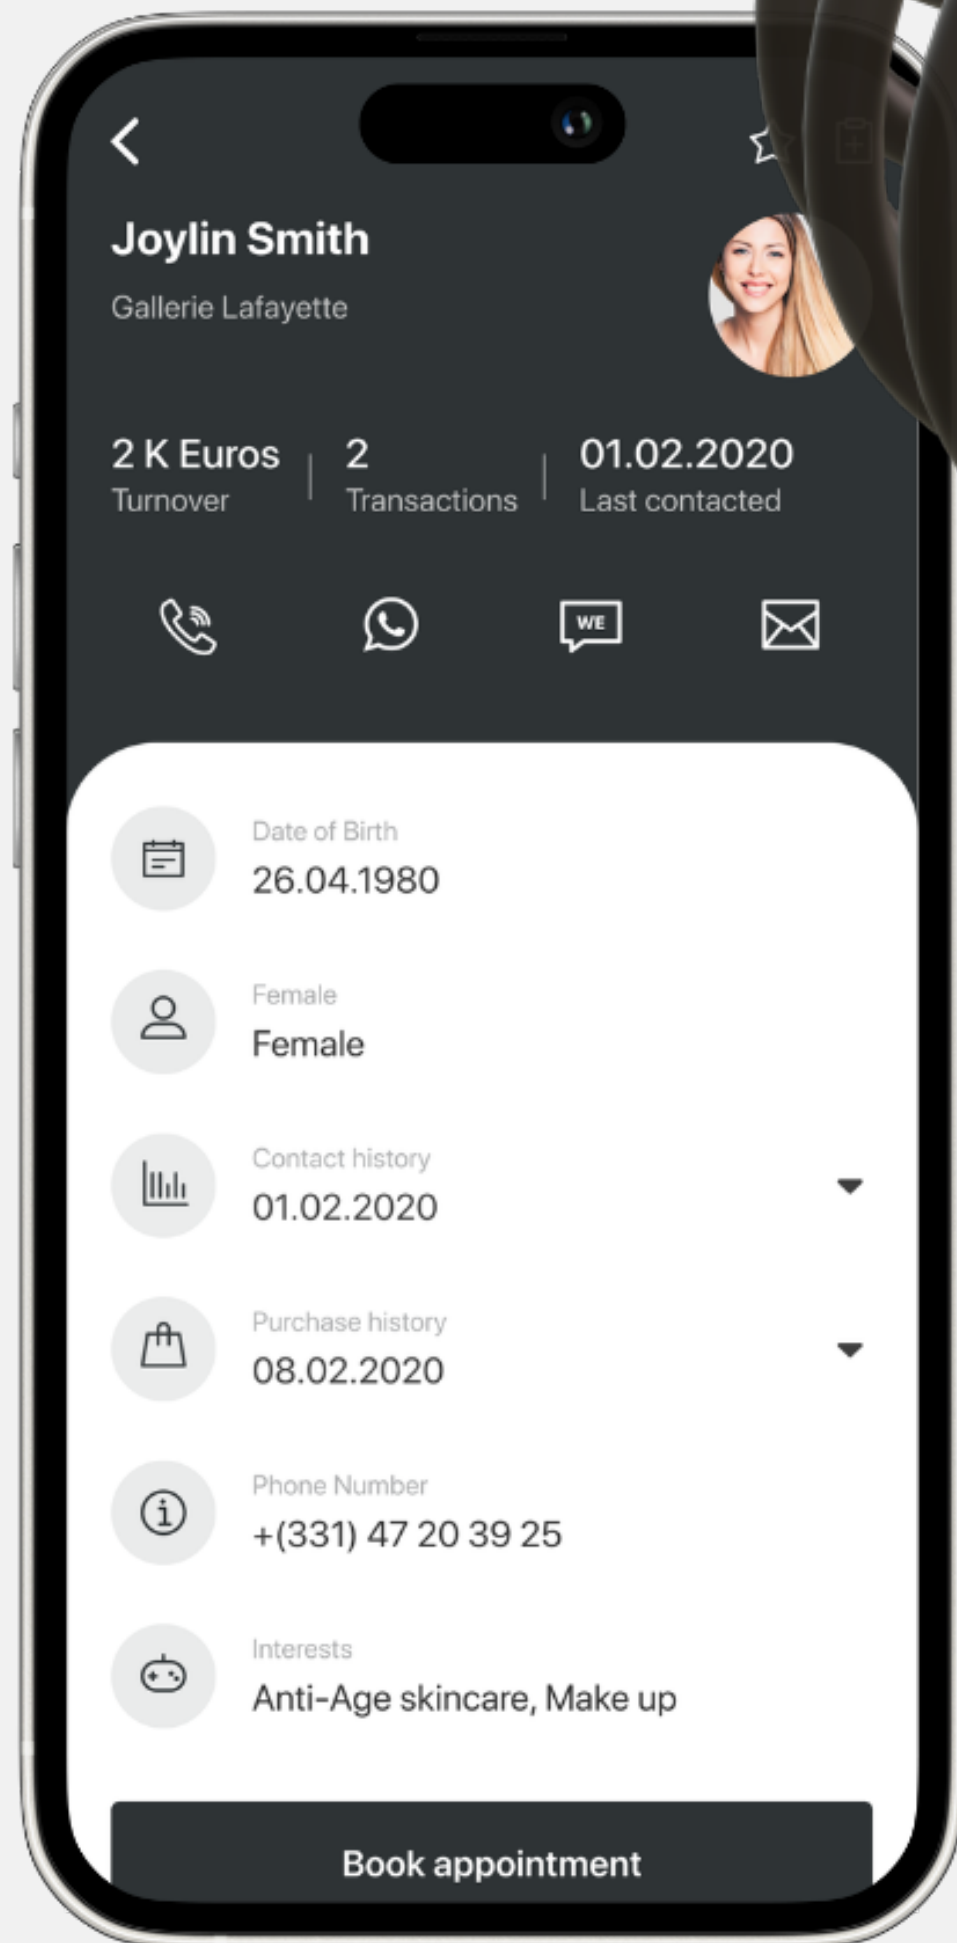 Joylin Smith
Gallerie Lafayette
2 K Euros 2 01.02.2020
Turnover Transactions Last contacted
WE
Date of Birth
26.04.1980
Female
Female
Contact history
01.02.2020
Purchase history
08.02.2020
Phone Number
+(331) 47 20 39 25
Interests
Anti-Age skincare, Make up
Book appointment